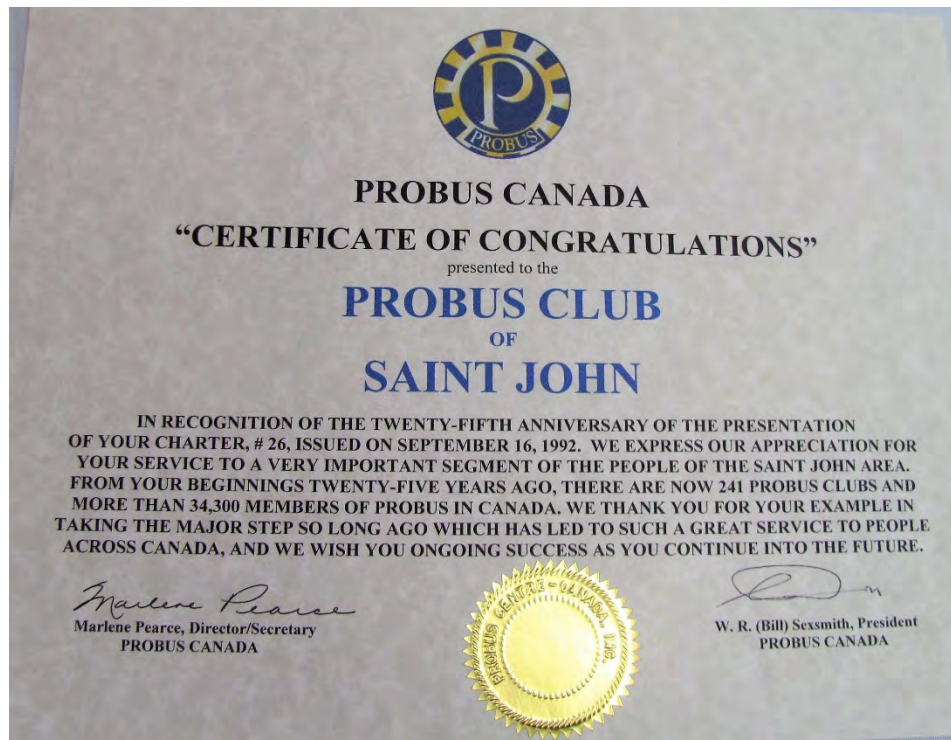 P
PROBUS
PROBUS CANADA
“CERTIFICATE OF CONGRATULATIONS”
presented to the
PROBUS CLUB
OF
SAINT JOHN
IN RECOGNITION OF THE TWENTY-FIFTH ANNIVERSARY OF THE PRESENTATION
OF YOUR CHARTER, # 26, ISSUED ON SEPTEMBER 16, 1992. WE EXPRESS OUR APPRECIATION FOR
YOUR SERVICE TO A VERY IMPORTANT SEGMENT OF THE PEOPLE OF THE SAINT JOHN AREA.
FROM YOUR BEGINNINGS TWENTY-FIVE YEARS AGO, THERE ARE NOW 241 PROBUS CLUBS AND
MORE THAN 34,300 MEMBERS OF PROBUS IN CANADA. WE THANK YOU FOR YOUR EXAMPLE IN
TAKING THE MAJOR STEP SO LONG AGO WHICH HAS LED TO SUCH A GREAT SERVICE TO PEOPLE
ACROSS CANADA, AND WE WISH YOU ONGOING SUCCESS AS YOU CONTINUE INTO THE FUTURE.
Marlene Pearce
Marlene Pearce, Director/Secretary
PROBUS CANADA
PROBUS CENTRE-CANADA, INC.
W. R. (Bill) Sexsmith, President
PROBUS CANADA